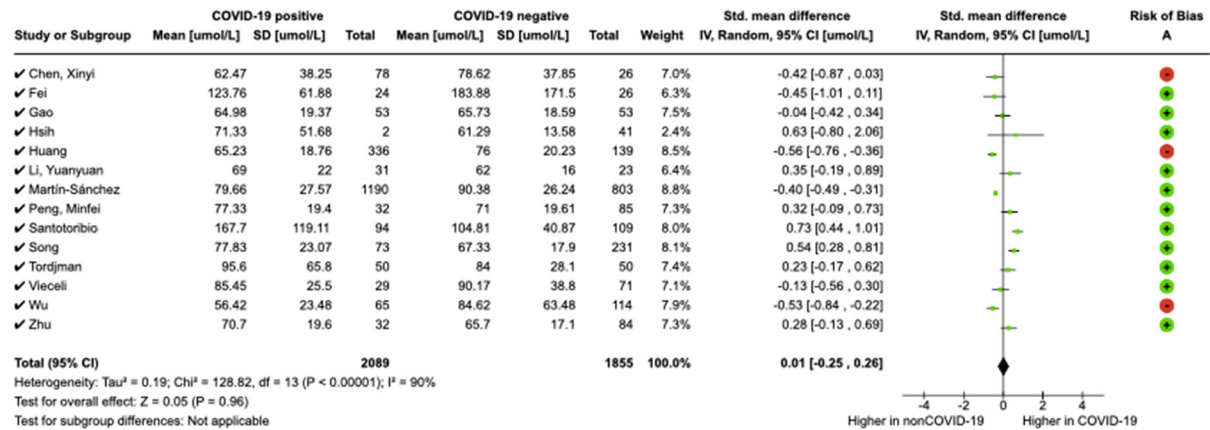 COVID-19 positive COVID-19 negative Std. mean difference Std. mean difference Risk of Bias
Study or Subgroup Mean [umol/L] SD [umol/L] Total Mean [umol/L] SD [umol/L] Total Weight IV, Random, 95% CI [umol/L] IV, Random, 95% CI [umol/L] A
✔ Chen, Xinyi 62.47 38.25 78 78.62 37.85 26 7.0% -0.42 [-0.87 , 0.03] -
✔ Fei 123.76 61.88 24 183.88 171.5 26 6.3% -0.45 [-1.01 , 0.11] +
✔ Gao 64.98 19.37 53 65.73 18.59 53 7.5% -0.04 [-0.42 , 0.34] +
✔ Hsih 71.33 51.68 2 61.29 13.58 41 2.4% 0.63 [-0.80 , 2.06] +
✔ Huang 65.23 18.76 336 76 20.23 139 8.4% -0.56 [-0.76 , -0.36] -
✔ Li, Yuanyuan 69 22 31 62 16 23 6.4% 0.35 [-0.19 , 0.89] +
✔ Martín-Sánchez 79.66 27.57 1190 90.38 26.24 803 8.8% -0.40 [-0.49 , -0.31] +
✔ Peng, Minfei 77.33 19.4 32 71 19.61 85 7.3% 0.32 [-0.09 , 0.73] +
✔ Santotoribio 167.7 119.11 94 104.81 40.87 109 8.0% 0.73 [0.44 , 1.01] +
✔ Song 77.83 23.07 73 67.33 17.9 231 8.1% 0.54 [0.28 , 0.81] +
✔ Tordjman 95.6 65.8 50 84 28.1 50 7.4% 0.23 [-0.17 , 0.62] +
✔ Vieceli 85.45 25.5 29 90.17 38.8 71 7.1% -0.13 [-0.56 , 0.30] +
✔ Wu 56.42 23.48 65 84.62 63.48 114 7.9% -0.53 [-0.84 , -0.22] -
✔ Zhu 70.7 19.6 32 65.7 17.1 84 7.3% 0.28 [-0.13 , 0.69] +
Total (95% CI) 2089 1855 100.0% 0.01 [-0.25 , 0.26]
Heterogeneity: Tau² = 0.19; Chi² = 128.82, df = 13 (P < 0.00001); I² = 90%
Test for overall effect: Z = 0.05 (P = 0.96) -4 -2 0 2 4
Test for subgroup differences: Not applicable Higher in nonCOVID-19 Higher in COVID-19